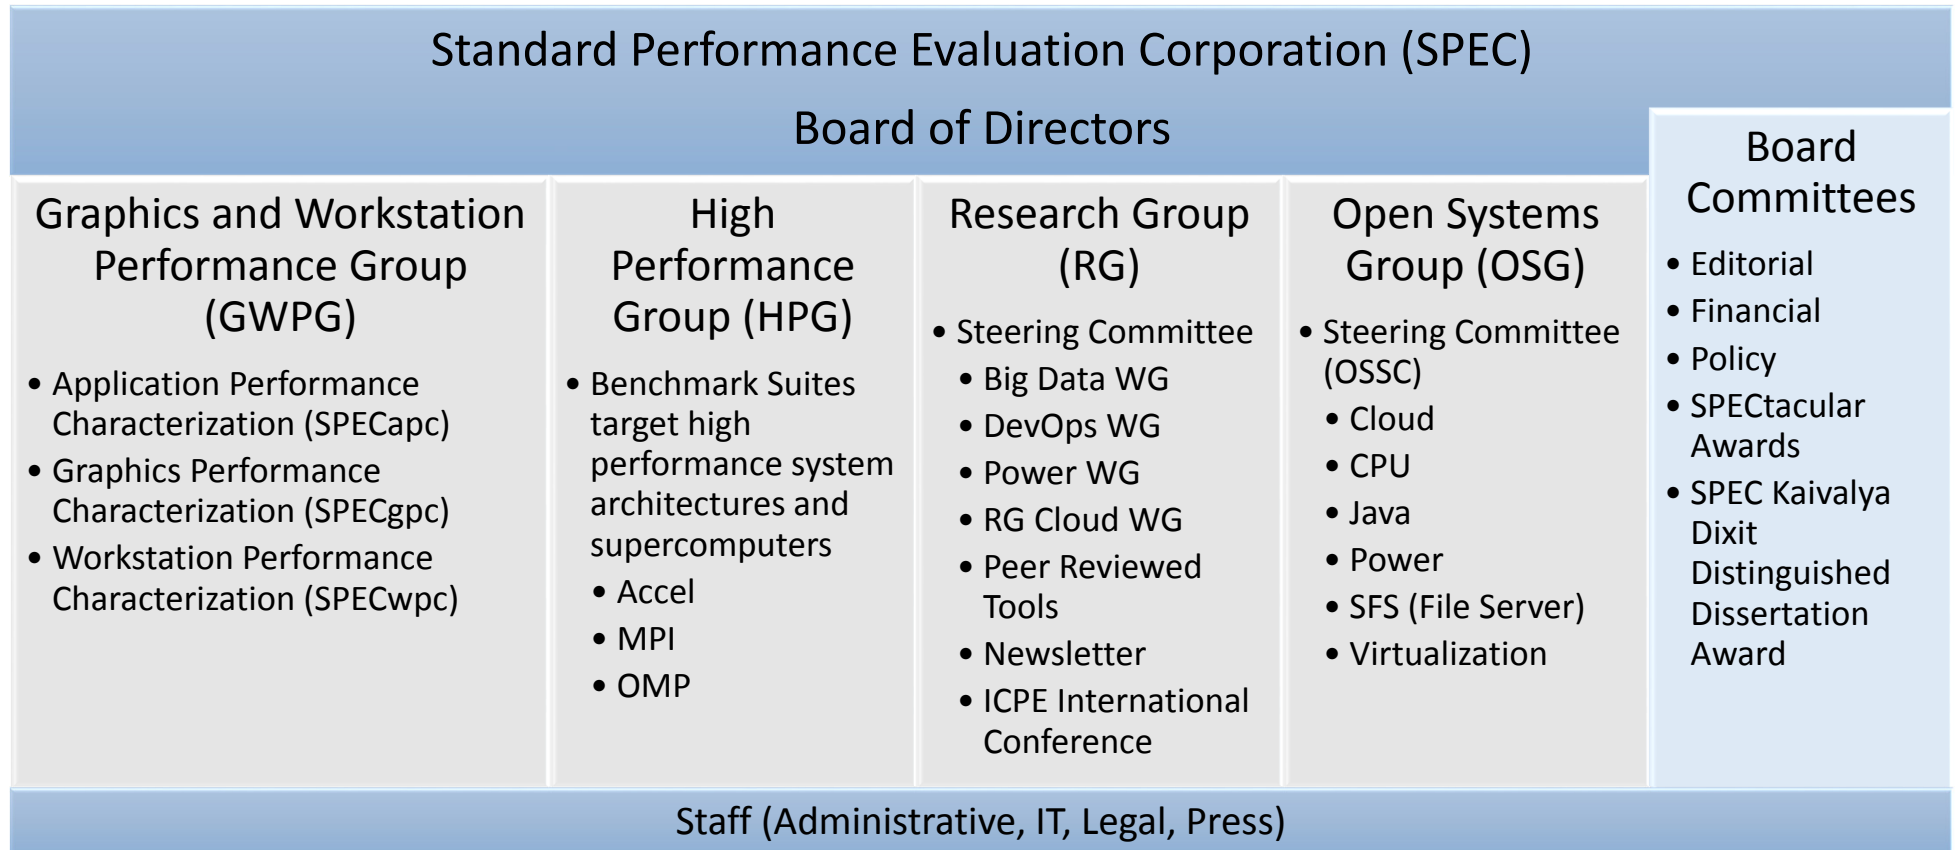 Standard Performance Evaluation Corporation (SPEC)
Board of Directors
Graphics and Workstation
Performance Group
(GWPG)
• Application Performance
Characterization (SPECapc)
• Graphics Performance
Characterization (SPECgpc)
• Workstation Performance
Characterization (SPECwpc)
High
Performance
Group (HPG)
• Benchmark Suites
target high
performance system
architectures and
supercomputers
• Accel
• MPI
• OMP
Research Group
(RG)
• Steering Committee
• Big Data WG
• DevOps WG
• Power WG
• RG Cloud WG
• Peer Reviewed
Tools
• Newsletter
• ICPE International
Conference
Open Systems
Group (OSG)
• Steering Committee
(OSSC)
• Cloud
• CPU
• Java
• Power
• SFS (File Server)
• Virtualization
Board
Committees
• Editorial
• Financial
• Policy
• SPECtacular
Awards
• SPEC Kaivalya
Dixit
Distinguished
Dissertation
Award
Staff (Administrative, IT, Legal, Press)